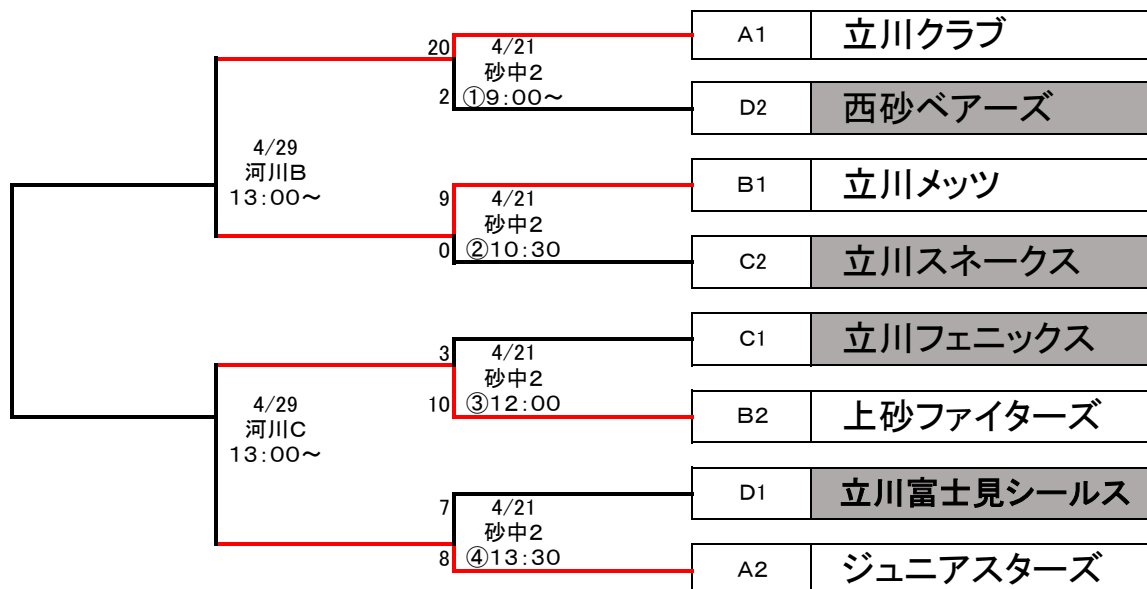 A1 立川クラブ
20
4/21
砂中2
2 ①9:00～
D2 西砂ベアーズ
4/29
河川B
13:00～
B1 立川メッツ
9
4/21
砂中2
0 ②10:30
C2 立川スネークス
C1 立川フェニックス
3
4/21
砂中2
10 ③12:00
B2 上砂ファイターズ
4/29
河川C
13:00～
D1 立川富士見シールス
7
4/21
砂中2
8 ④13:30
A2 ジュニアスターズ